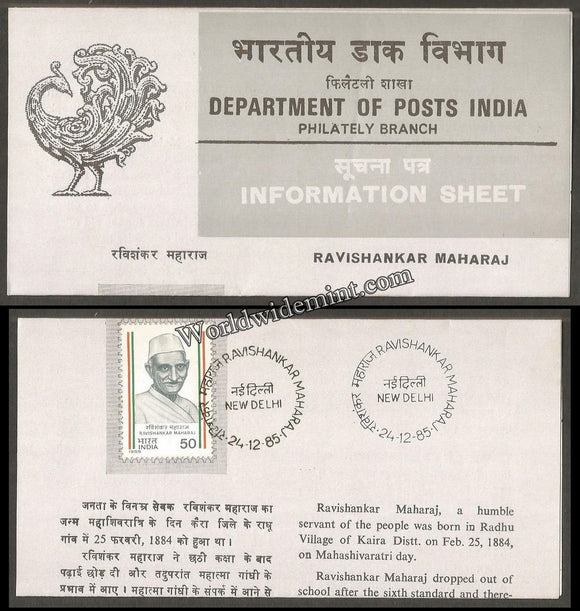 भारतीय डाक विभाग
फिलैटली शाखा
DEPARTMENT OF POSTS INDIA
PHILATELY BRANCH
सूचना पत्र
INFORMATION SHEET
रविशंकर महाराज
RAVISHANKAR MAHARAJ
Worldwidemint.com
रविशंकर महाराज
RAVISHANKAR MAHARAJ
भारत
INDIA
50
1985
रविशंकर महाराज RAVISHANKAR MAHARAJ
नई दिल्ली
NEW DELHI
24-12-85
रविशंकर महाराज RAVISHANKAR MAHARAJ
नई दिल्ली
NEW DELHI
24-12-85
जनता के विनम्र सेवक रविशंकर महाराज का
जन्म महाशिवरात्रि के दिन कैरा जिले के राधू
गांव में 25 फरवरी, 1884 को हुआ था।
रविशंकर महाराज ने छठी कक्षा के बाद
पढ़ाई छोड़ दी और तदुपरांत महात्मा गांधी के
प्रभाव में आए। महात्मा गांधी के संपर्क में आने से
Ravishankar Maharaj, a humble
servant of the people was born in Radhu
Village of Kaira Distt. on Feb. 25, 1884,
on Mahashivaratri day.
Ravishankar Maharaj dropped out of
school after the sixth standard and there-